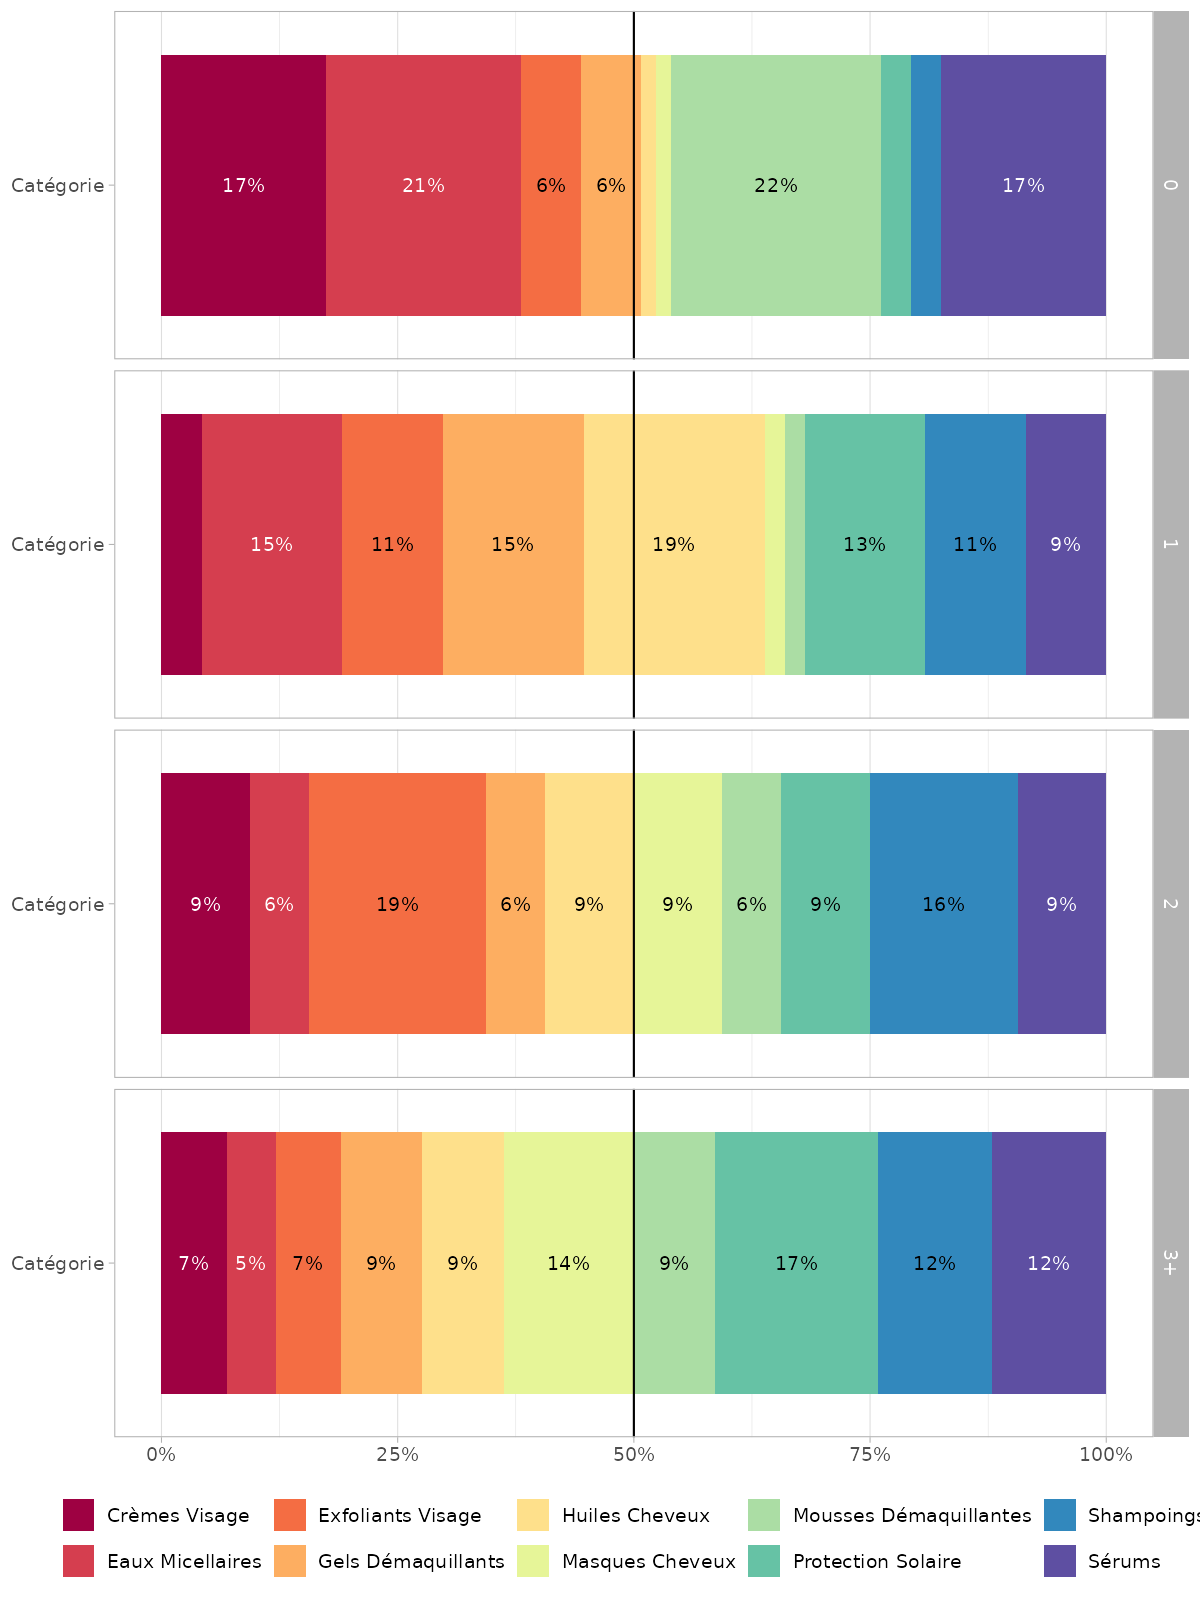 Catégorie 17% 21% 6% 6% 22% 17% 0
Catégorie 15% 11% 15% 19% 13% 11% 9% 1
Catégorie 9% 6% 19% 6% 9% 9% 6% 9% 16% 9% 2
Catégorie 7% 5% 7% 9% 9% 14% 9% 17% 12% 12% 3+
0% 25% 50% 75% 100%
Crèmes Visage Exfoliants Visage Huiles Cheveux Mousses Démaquillantes Shampoings
Eaux Micellaires Gels Démaquillants Masques Cheveux Protection Solaire Sérums